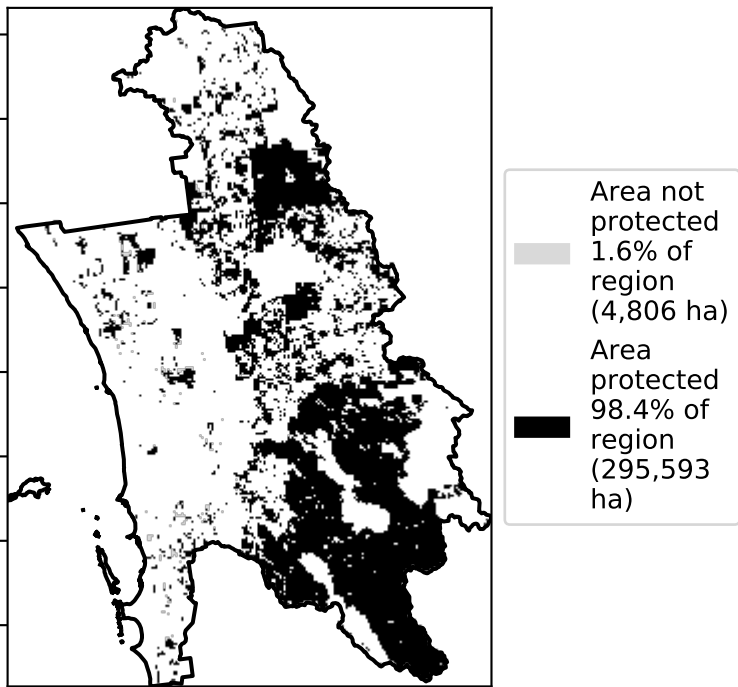 Area not
protected
1.6% of
region
(4,806 ha)
Area
protected
98.4% of
region
(295,593
ha)